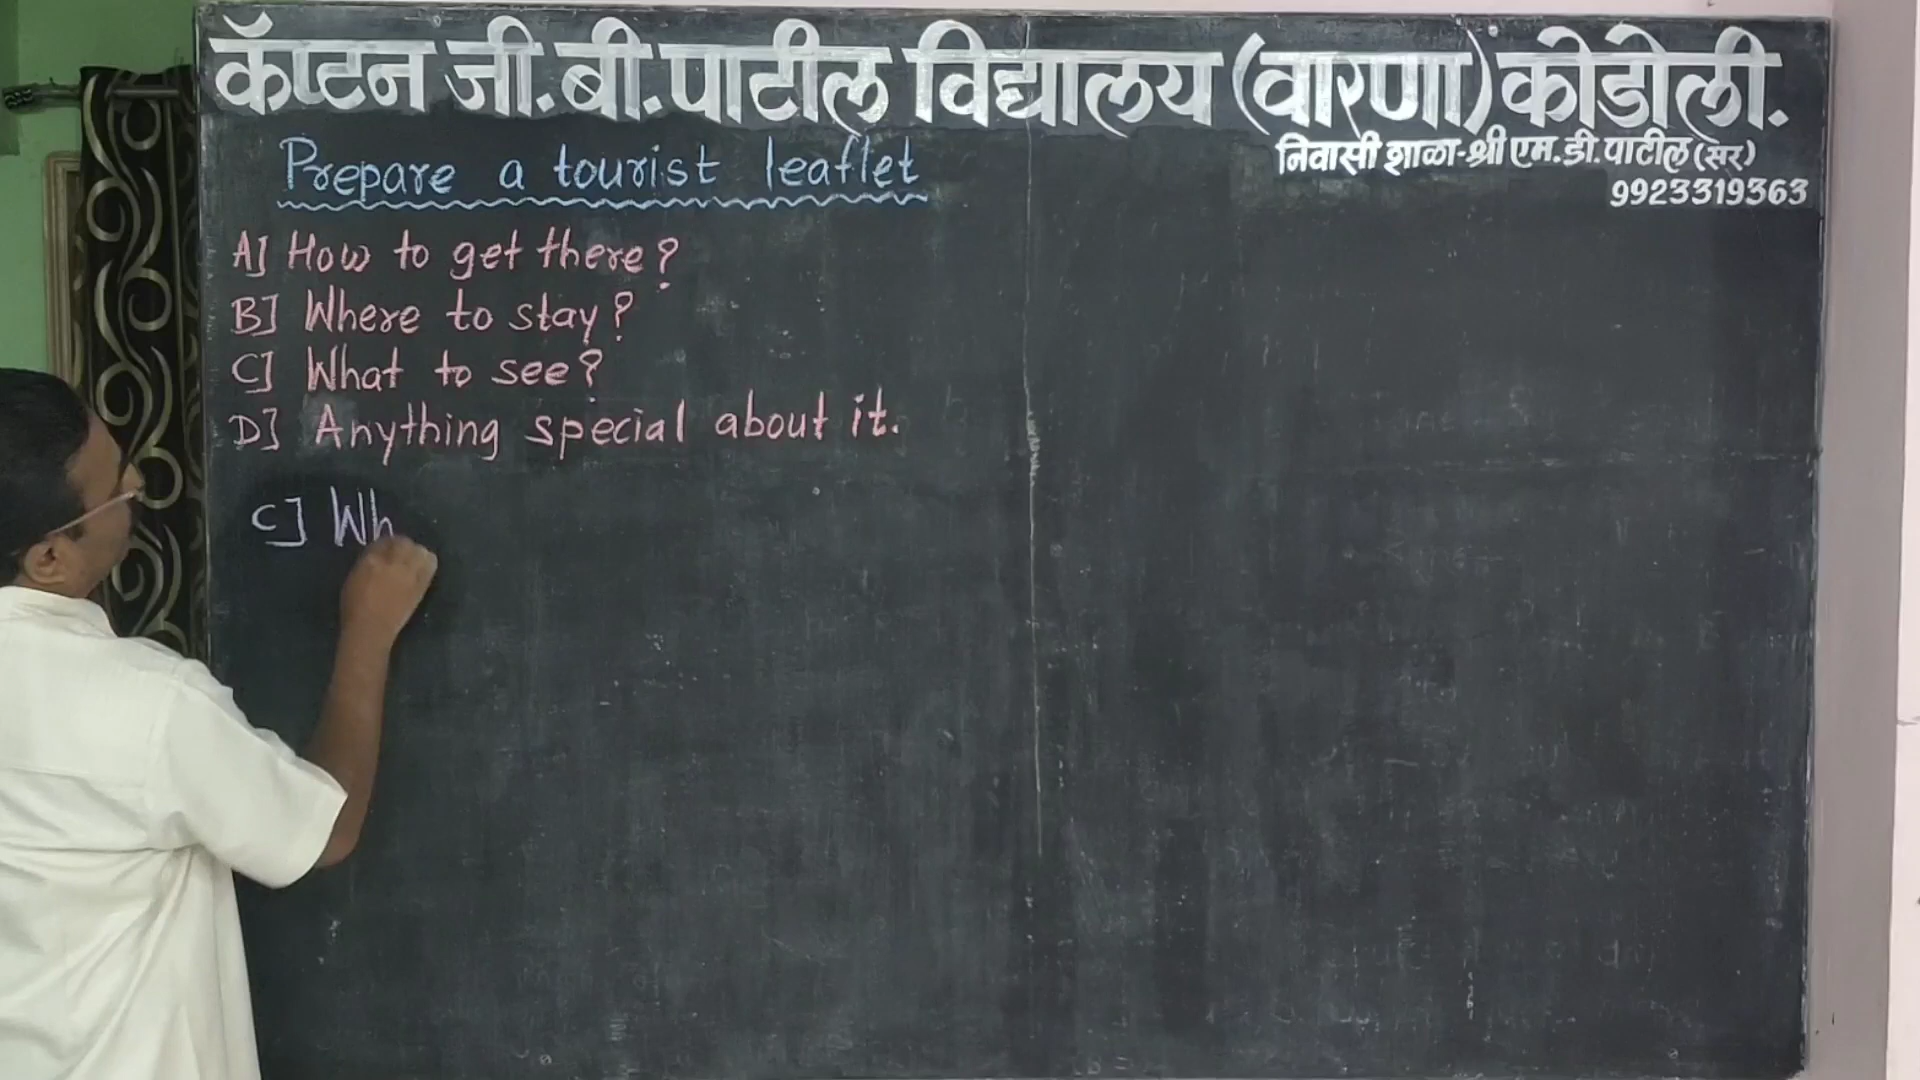 कॅप्टन जी.बी.पाटील विद्यालय (वारणा) कोडोली.
निवासी शाळा-श्री एम.डी.पाटील (सर)
9923319363
Prepare a tourist leaflet
A] How to get there?
B] Where to stay?
C] What to see?
D] Anything special about it.
C] Wh